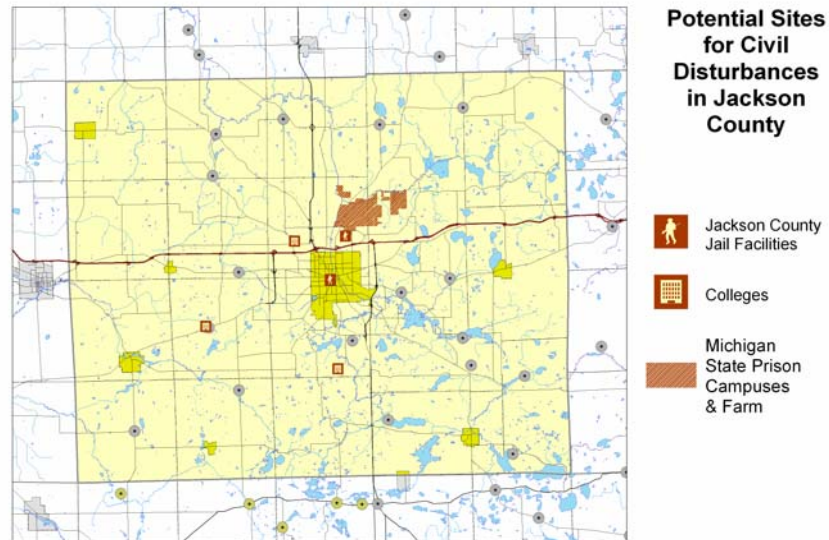 Potential Sites
for Civil
Disturbances
in Jackson
County
Jackson County
Jail Facilities
Colleges
Michigan
State Prison
Campuses
& Farm